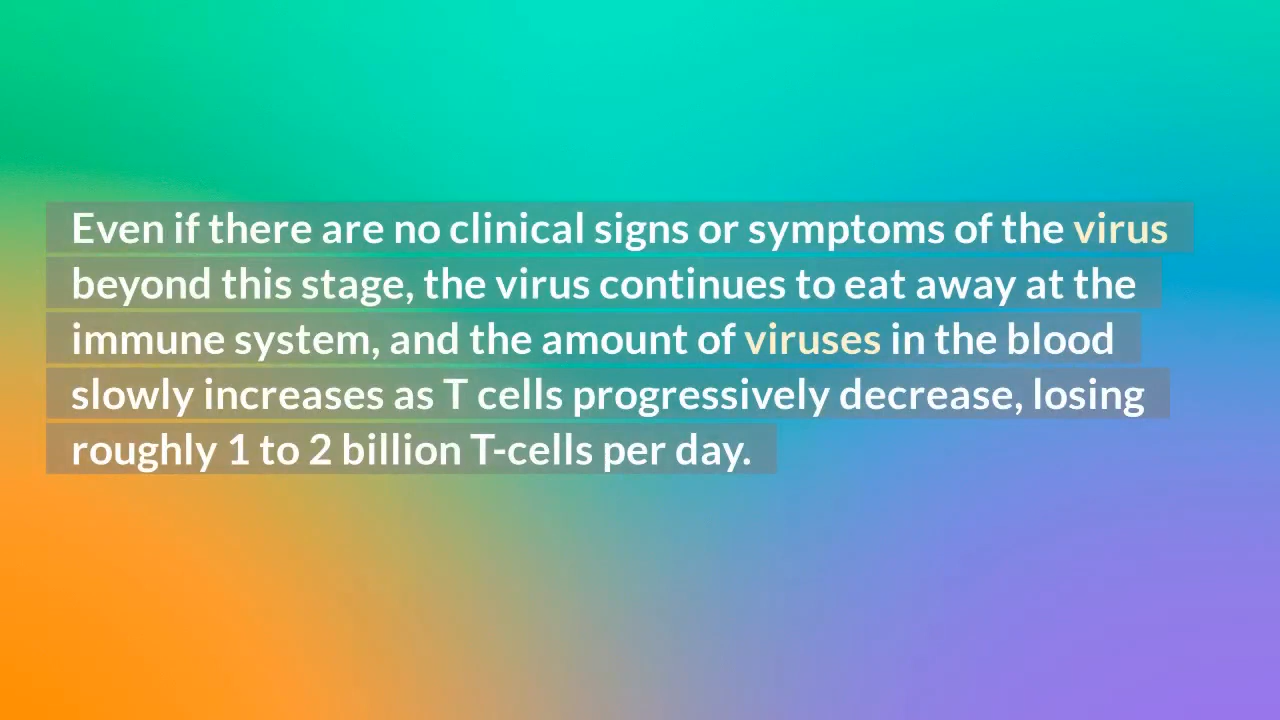 Even if there are no clinical signs or symptoms of the virus
beyond this stage, the virus continues to eat away at the
immune system, and the amount of viruses in the blood
slowly increases as T cells progressively decrease, losing
roughly 1 to 2 billion T-cells per day.